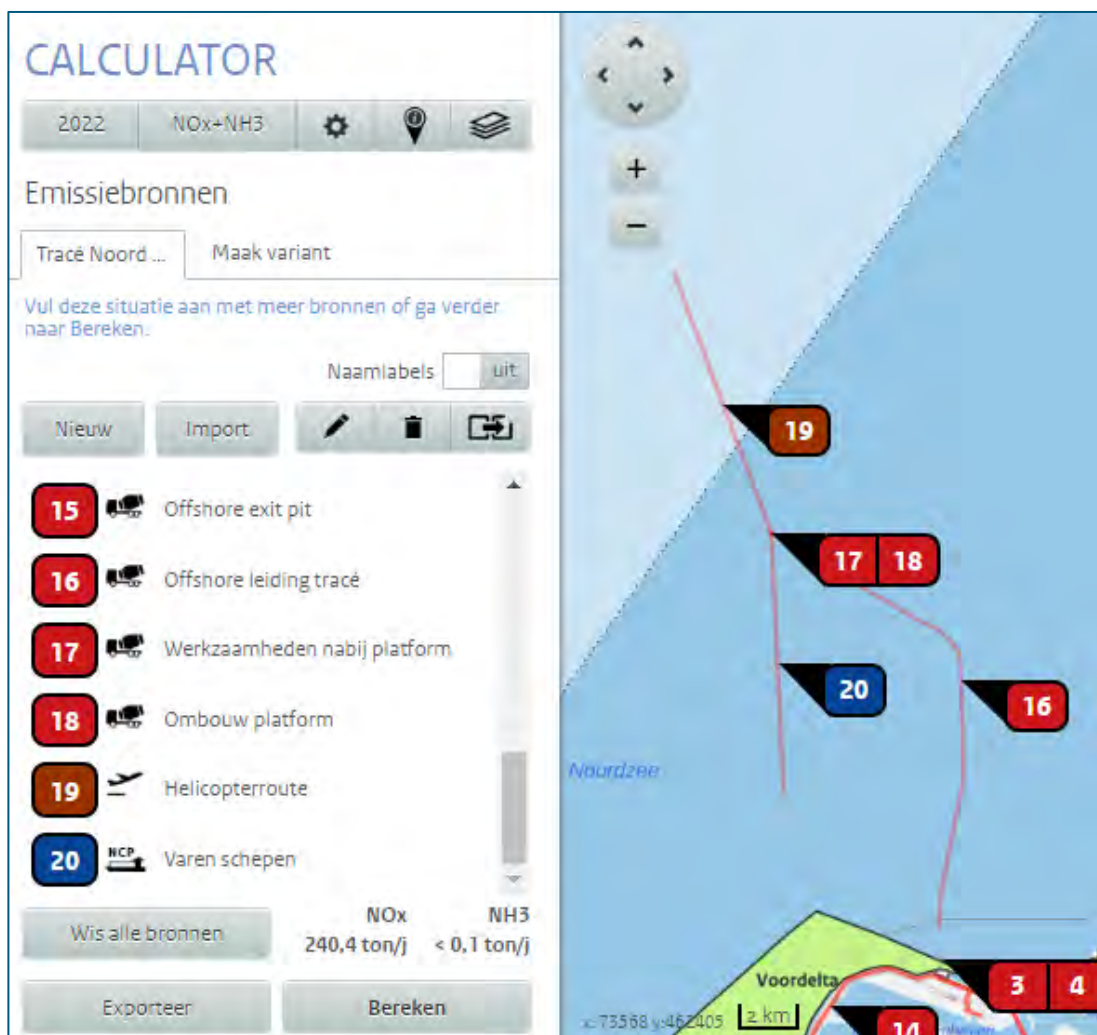 CALCULATOR
2022 NOx+NH3
Emissiebronnen
Tracé Noord ... Maak variant
Vul deze situatie aan met meer bronnen of ga verder
naar Bereken.
Naamlabels uit
Nieuw Import
15 Offshore exit pit
16 Offshore leiding tracé
17 Werkzaamheden nabij platform
18 Ombouw platform
19 Helicopterroute
20 NCP Varen schepen
Wis alle bronnen
NOx NH3
240,4 ton/j < 0,1 ton/j
Exporteer Bereken
+
−
19
17 18
20
16
Noordzee
Voordelta
3 4
x: 73568 y:462405 2 km
14